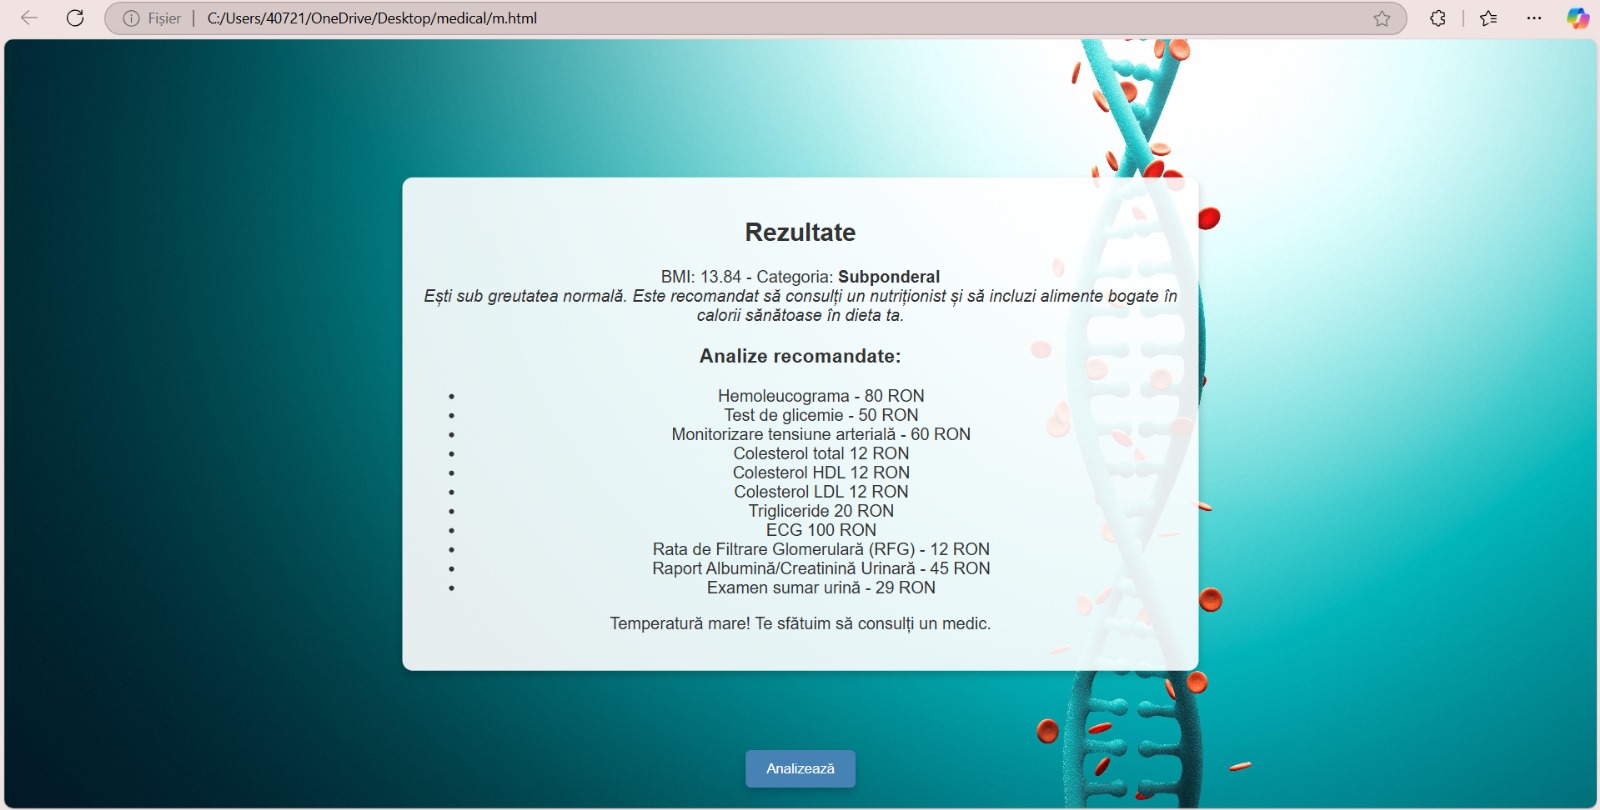 Fișier
C:/Users/40721/OneDrive/Desktop/medical/m.html
Rezultate
BMI: 13.84 - Categoria: Subponderal
Ești sub greutatea normală. Este recomandat să consulți un nutriționist și să incluzi alimente bogate în
calorii sănătoase în dieta ta.
Analize recomandate:
Hemoleucograma - 80 RON
Test de glicemie - 50 RON
Monitorizare tensiune arterială - 60 RON
Colesterol total 12 RON
Colesterol HDL 12 RON
Colesterol LDL 12 RON
Trigliceride 20 RON
ECG 100 RON
Rata de Filtrare Glomerulară (RFG) - 12 RON
Raport Albumină/Creatinină Urinară - 45 RON
Examen sumar urină - 29 RON
Temperatură mare! Te sfătuim să consulți un medic.
Analizează